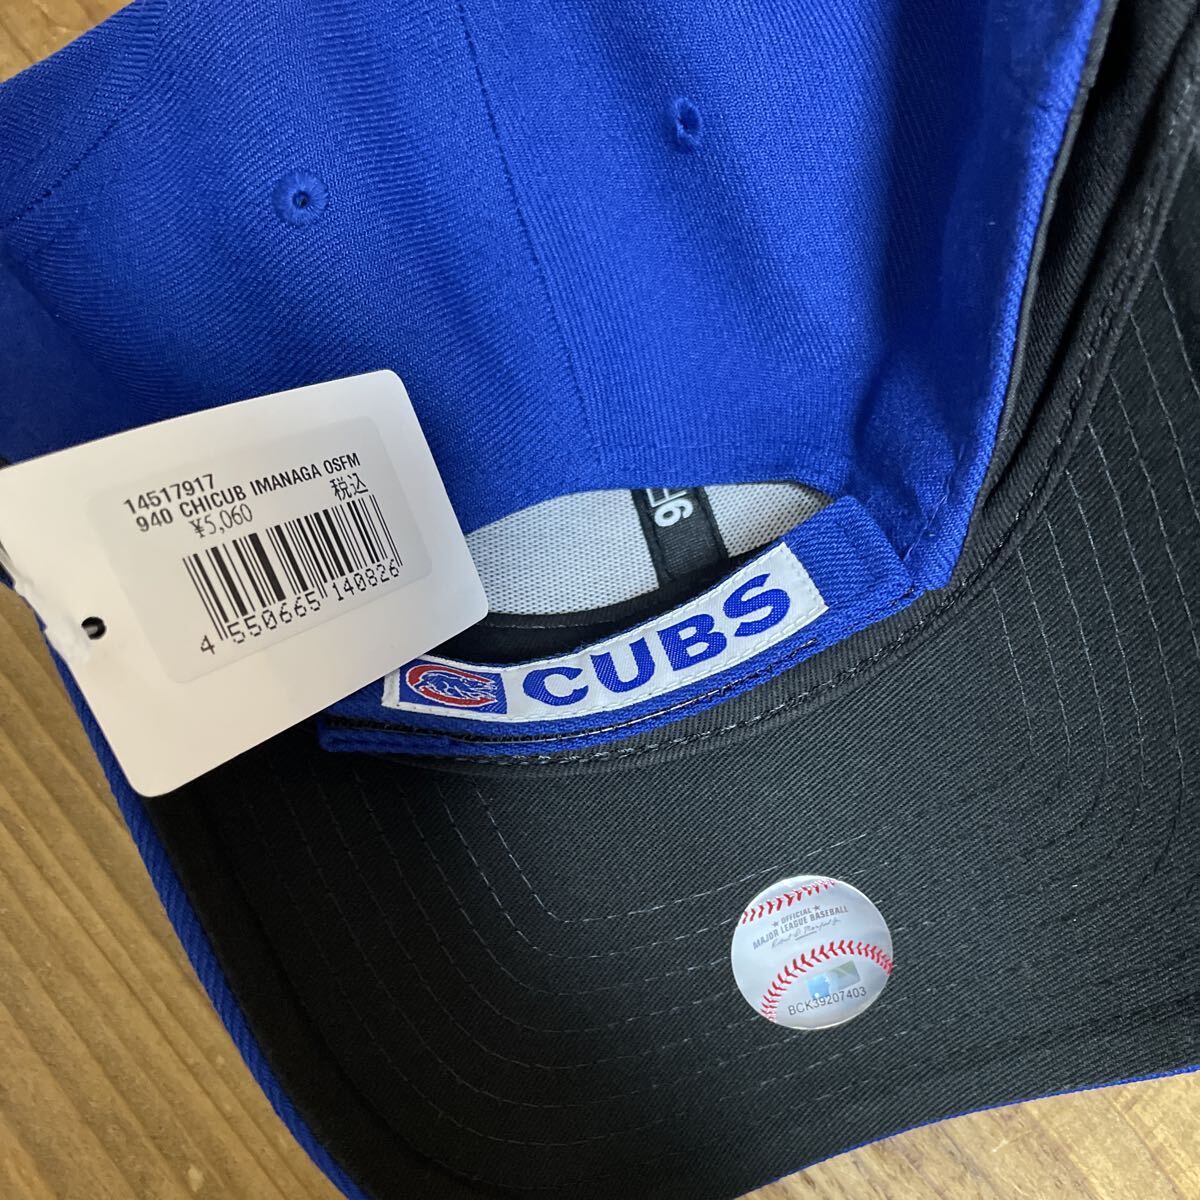 14517917
940 CHICUB IMANAGA OSFM
¥5,060 税込
4 550665 140826
CUBS
OFFICIAL
MAJOR LEAGUE BASEBALL
BCK39207403